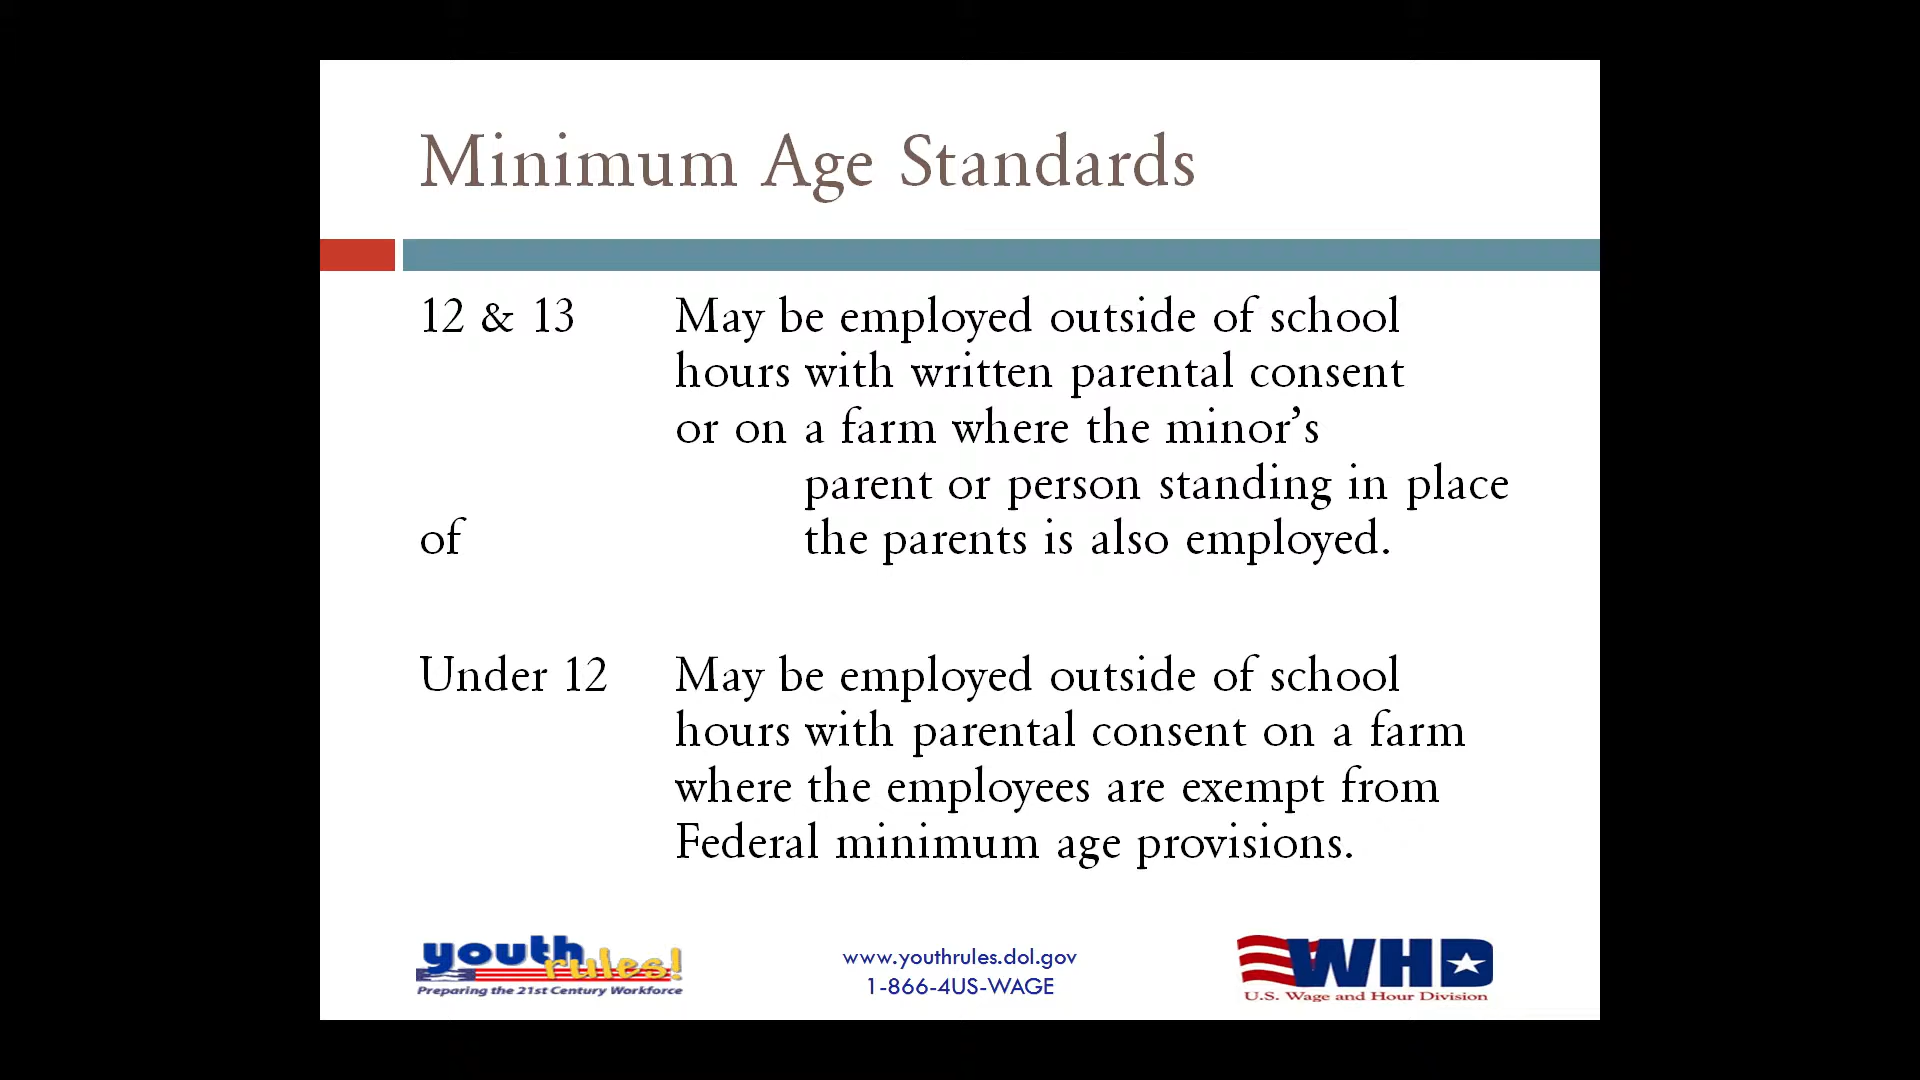 Minimum Age Standards
12 & 13 May be employed outside of school
hours with written parental consent
or on a farm where the minor’s
parent or person standing in place
of the parents is also employed.
Under 12 May be employed outside of school
hours with parental consent on a farm
where the employees are exempt from
Federal minimum age provisions.
youth rules!
Preparing the 21st Century Workforce
www.youthrules.dol.gov
1-866-4US-WAGE
WHD
U.S. Wage and Hour Division